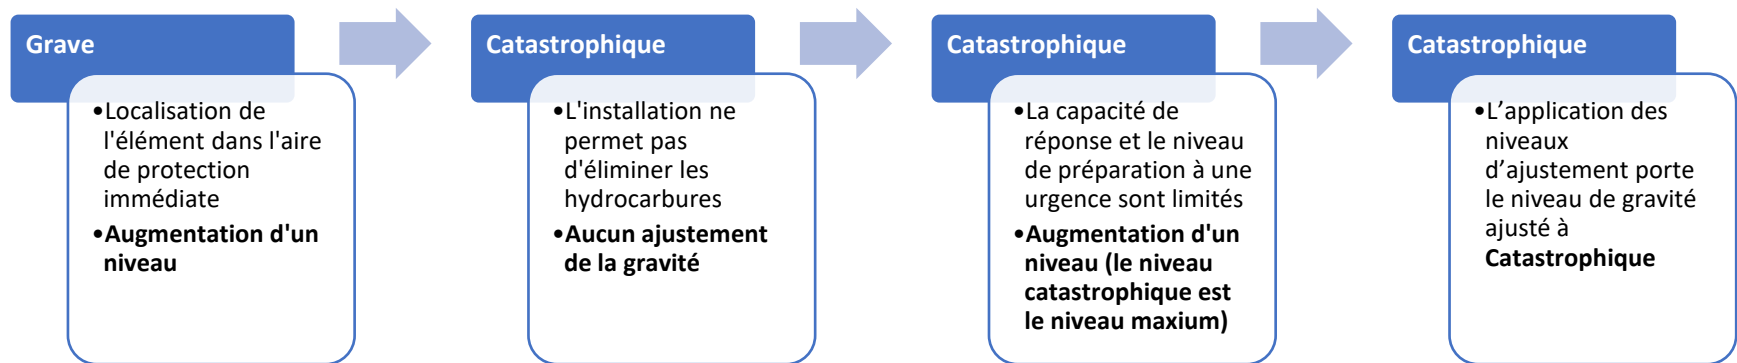 Grave
•Localisation de
l'élément dans l'aire
de protection
immédiate
•Augmentation d'un
niveau
Catastrophique
•L'installation ne
permet pas
d'éliminer les
hydrocarbures
•Aucun ajustement
de la gravité
Catastrophique
•La capacité de
réponse et le niveau
de préparation à une
urgence sont limités
•Augmentation d'un
niveau (le niveau
catastrophique est
le niveau maxium)
Catastrophique
•L’application des
niveaux
d’ajustement porte
le niveau de gravité
ajusté à
Catastrophique